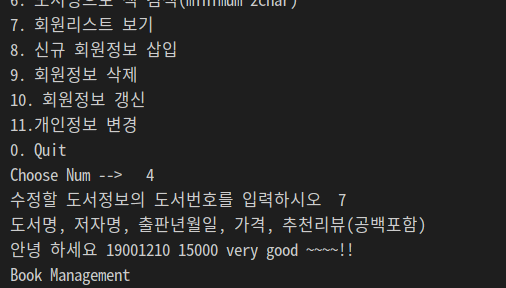 6. 도서명으로 책 검색(minimum 2char)
7. 회원리스트 보기
8. 신규 회원정보 삽입
9. 회원정보 삭제
10. 회원정보 갱신
11.개인정보 변경
0. Quit
Choose Num --> 4
수정할 도서정보의 도서번호를 입력하시오 7
도서명, 저자명, 출판년월일, 가격, 추천리뷰(공백포함)
안녕 하세요 19001210 15000 very good ~~~~!!
Book Management